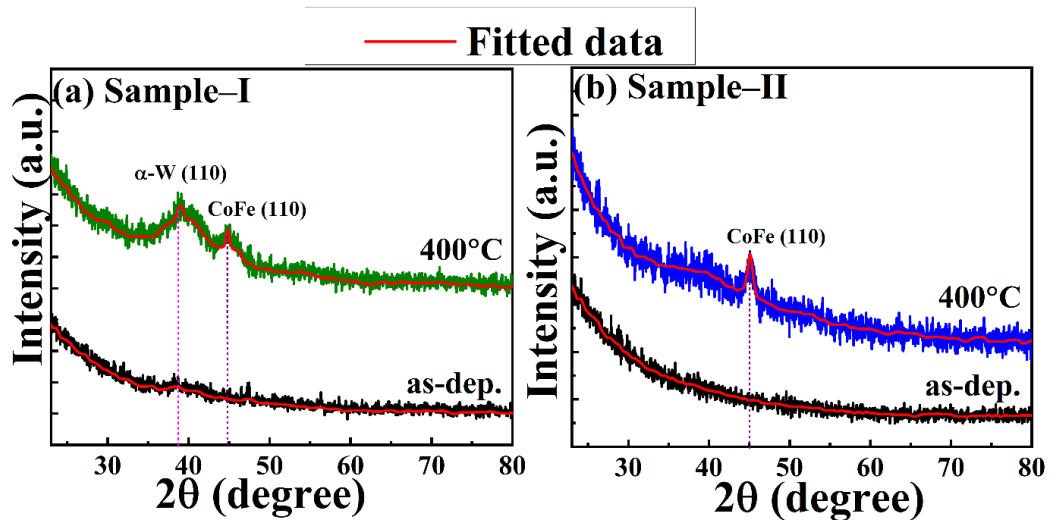 Fitted data
(a) Sample–I
α-W (110)
CoFe (110)
400°C
as-dep.
Intensity (a.u.)
30 40 50 60 70 80
2θ (degree)
(b) Sample–II
CoFe (110)
400°C
as-dep.
Intensity (a.u.)
30 40 50 60 70 80
2θ (degree)